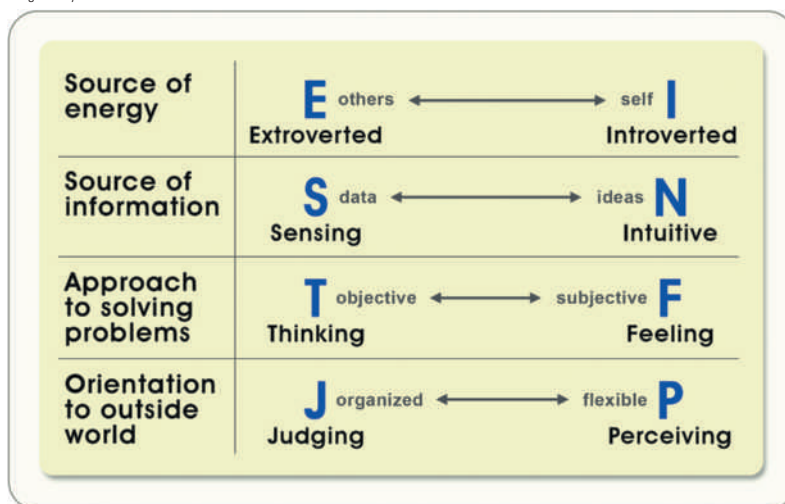 Source of
energy
E others self I
Extroverted Introverted
Source of
information
S data ideas N
Sensing Intuitive
Approach
to solving
problems
T objective subjective F
Thinking Feeling
Orientation
to outside
world
J organized flexible P
Judging Perceiving